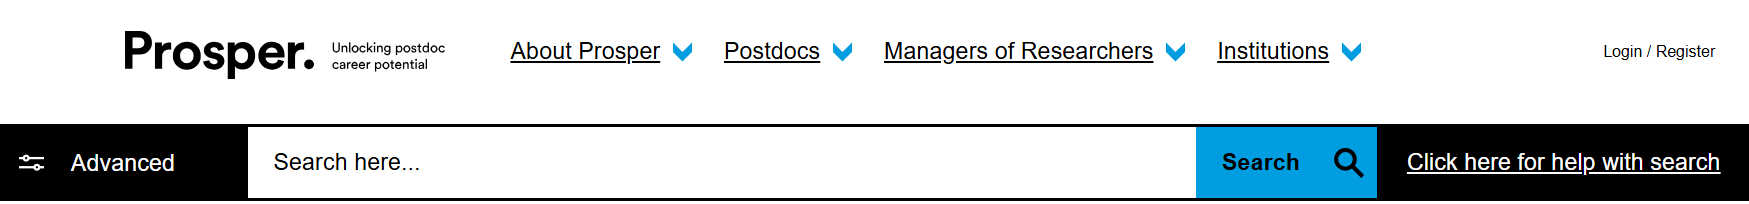 Prosper.
Unlocking postdoc
career potential
About Prosper
Postdocs
Managers of Researchers
Institutions
Login / Register
Advanced
Search here...
Search
Click here for help with search